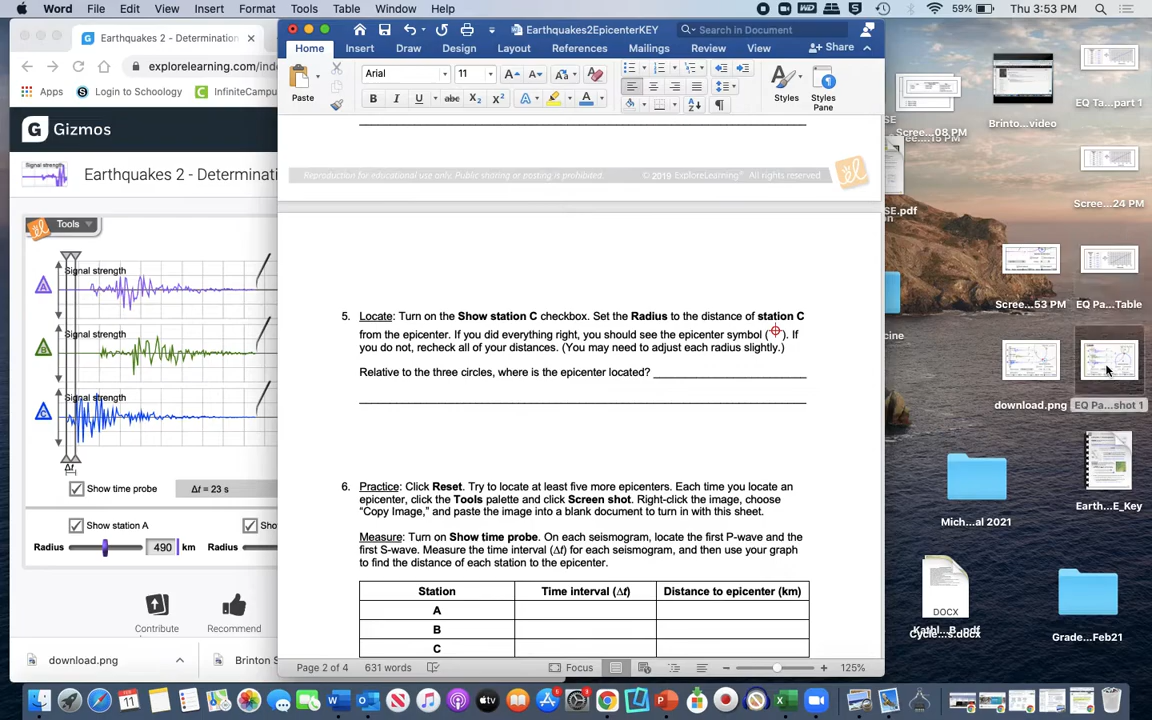 Word File Edit View Insert Format Tools Table Window Help
59% Thu 3:53 PM
Earthquakes 2 - Determination
explorelearning.com/inde
Apps Login to Schoology InfiniteCampu
Gizmos
Signal strength
Earthquakes 2 - Determinati
Tools
Signal strength
A
Signal strength
B
Signal strength
C
Δt
Show time probe
Δt = 23 s
Show station A
Sho
Radius 490 km Radius
Contribute
Recommend
download.png
Brinton S
Earthquakes2EpicenterKEY
Search in Document
Home Insert Draw Design Layout References Mailings Review View Share
Paste
Arial 11
Styles
Styles Pane
Reproduction for educational use only. Public sharing or posting is prohibited. © 2019 ExploreLearning® All rights reserved
5. Locate: Turn on the Show station C checkbox. Set the Radius to the distance of station C
from the epicenter. If you did everything right, you should see the epicenter symbol ( ). If
you do not, recheck all of your distances. (You may need to adjust each radius slightly.)
Relative to the three circles, where is the epicenter located?
6. Practice: Click Reset. Try to locate at least five more epicenters. Each time you locate an
epicenter, click the Tools palette and click Screen shot. Right-click the image, choose
“Copy Image,” and paste the image into a blank document to turn in with this sheet.
Measure: Turn on Show time probe. On each seismogram, locate the first P-wave and the
first S-wave. Measure the time interval (Δt) for each seismogram, and then use your graph
to find the distance of each station to the epicenter.
Station Time interval (Δt) Distance to epicenter (km)
A
B
C
Page 2 of 4 631 words Focus 125%
EQ Ta...part 1
Scree...08 PM
Brinto...video
Scree...24 PM
SE.pdf
Scree...53 PM
EQ Pa...Table
cine
download.png
EQ Pa...shot 1
Mich...al 2021
Earth...E_Key
DOCX
Grade...Feb21